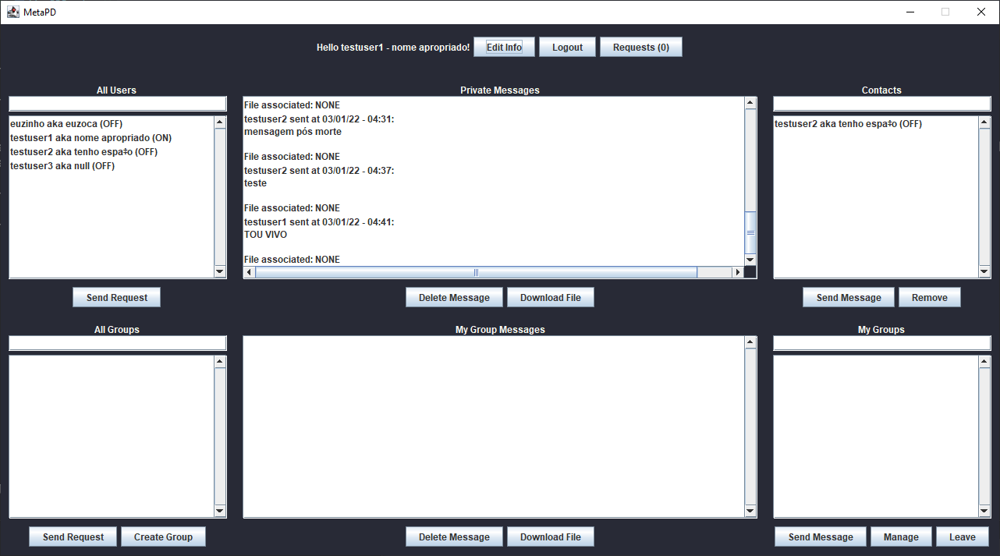 MetaPD
Hello testuser1 - nome apropriado!
Edit Info
Logout
Requests (0)
All Users
euzinho aka euzoca (OFF)
testuser1 aka nome apropriado (ON)
testuser2 aka tenho espa‡o (OFF)
testuser3 aka null (OFF)
Send Request
Private Messages
File associated: NONE
testuser2 sent at 03/01/22 - 04:31:
mensagem pós morte
File associated: NONE
testuser2 sent at 03/01/22 - 04:37:
teste
File associated: NONE
testuser1 sent at 03/01/22 - 04:41:
TOU VIVO
File associated: NONE
Delete Message
Download File
Contacts
testuser2 aka tenho espa‡o (OFF)
Send Message
Remove
All Groups
Send Request
Create Group
My Group Messages
Delete Message
Download File
My Groups
Send Message
Manage
Leave